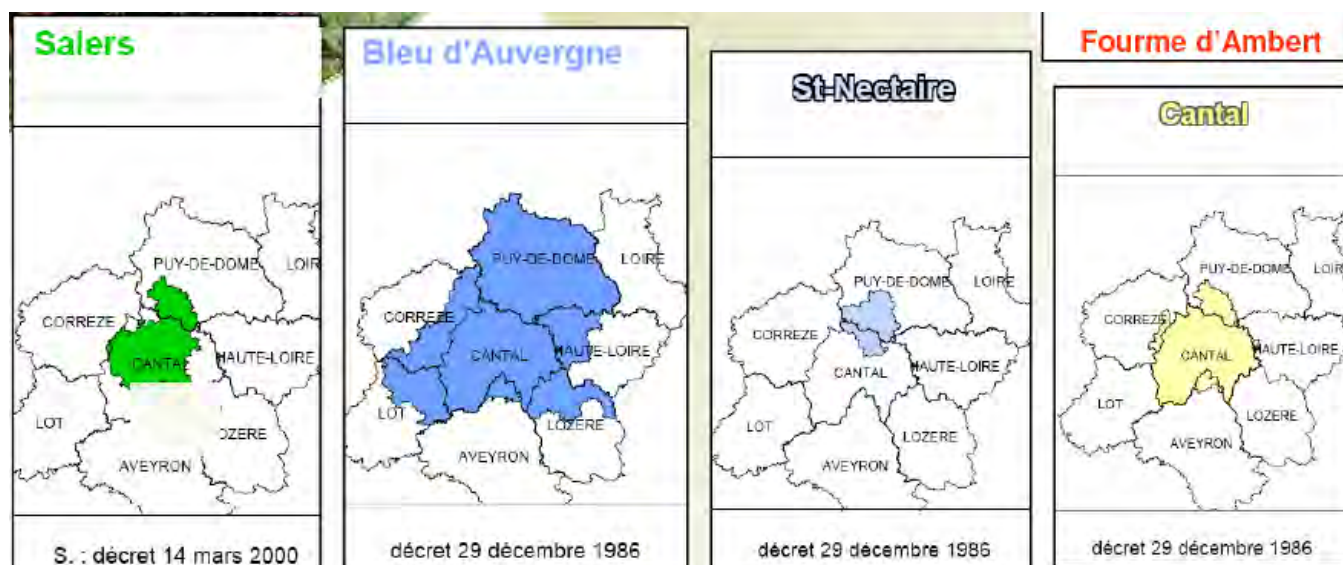 Salers
PUY-DE-DOME
LOIR
CORREZE
CANTAL
HAUTE-LOIRE
LOT
OZERE
AVEYRON
S. : décret 14 mars 2000
Bleu d'Auvergne
PUY-DE-DOME
LOIRE
CORREZE
CANTAL
HAUTE-LOIRE
LOT
LOZERE
AVEYRON
décret 29 décembre 1986
St-Nectaire
PUY-DE-DOME
LOIRE
CORREZE
CANTAL
HAUTE-LOIRE
LOT
LOZERE
AVEYRON
décret 29 décembre 1986
Fourme d'Ambert
Cantal
PUY-DE-DOME
LOIR
CORREZE
CANTAL
HAUTE-LOIRE
LOT
LOZERE
AVEYRON
décret 29 décembre 1986